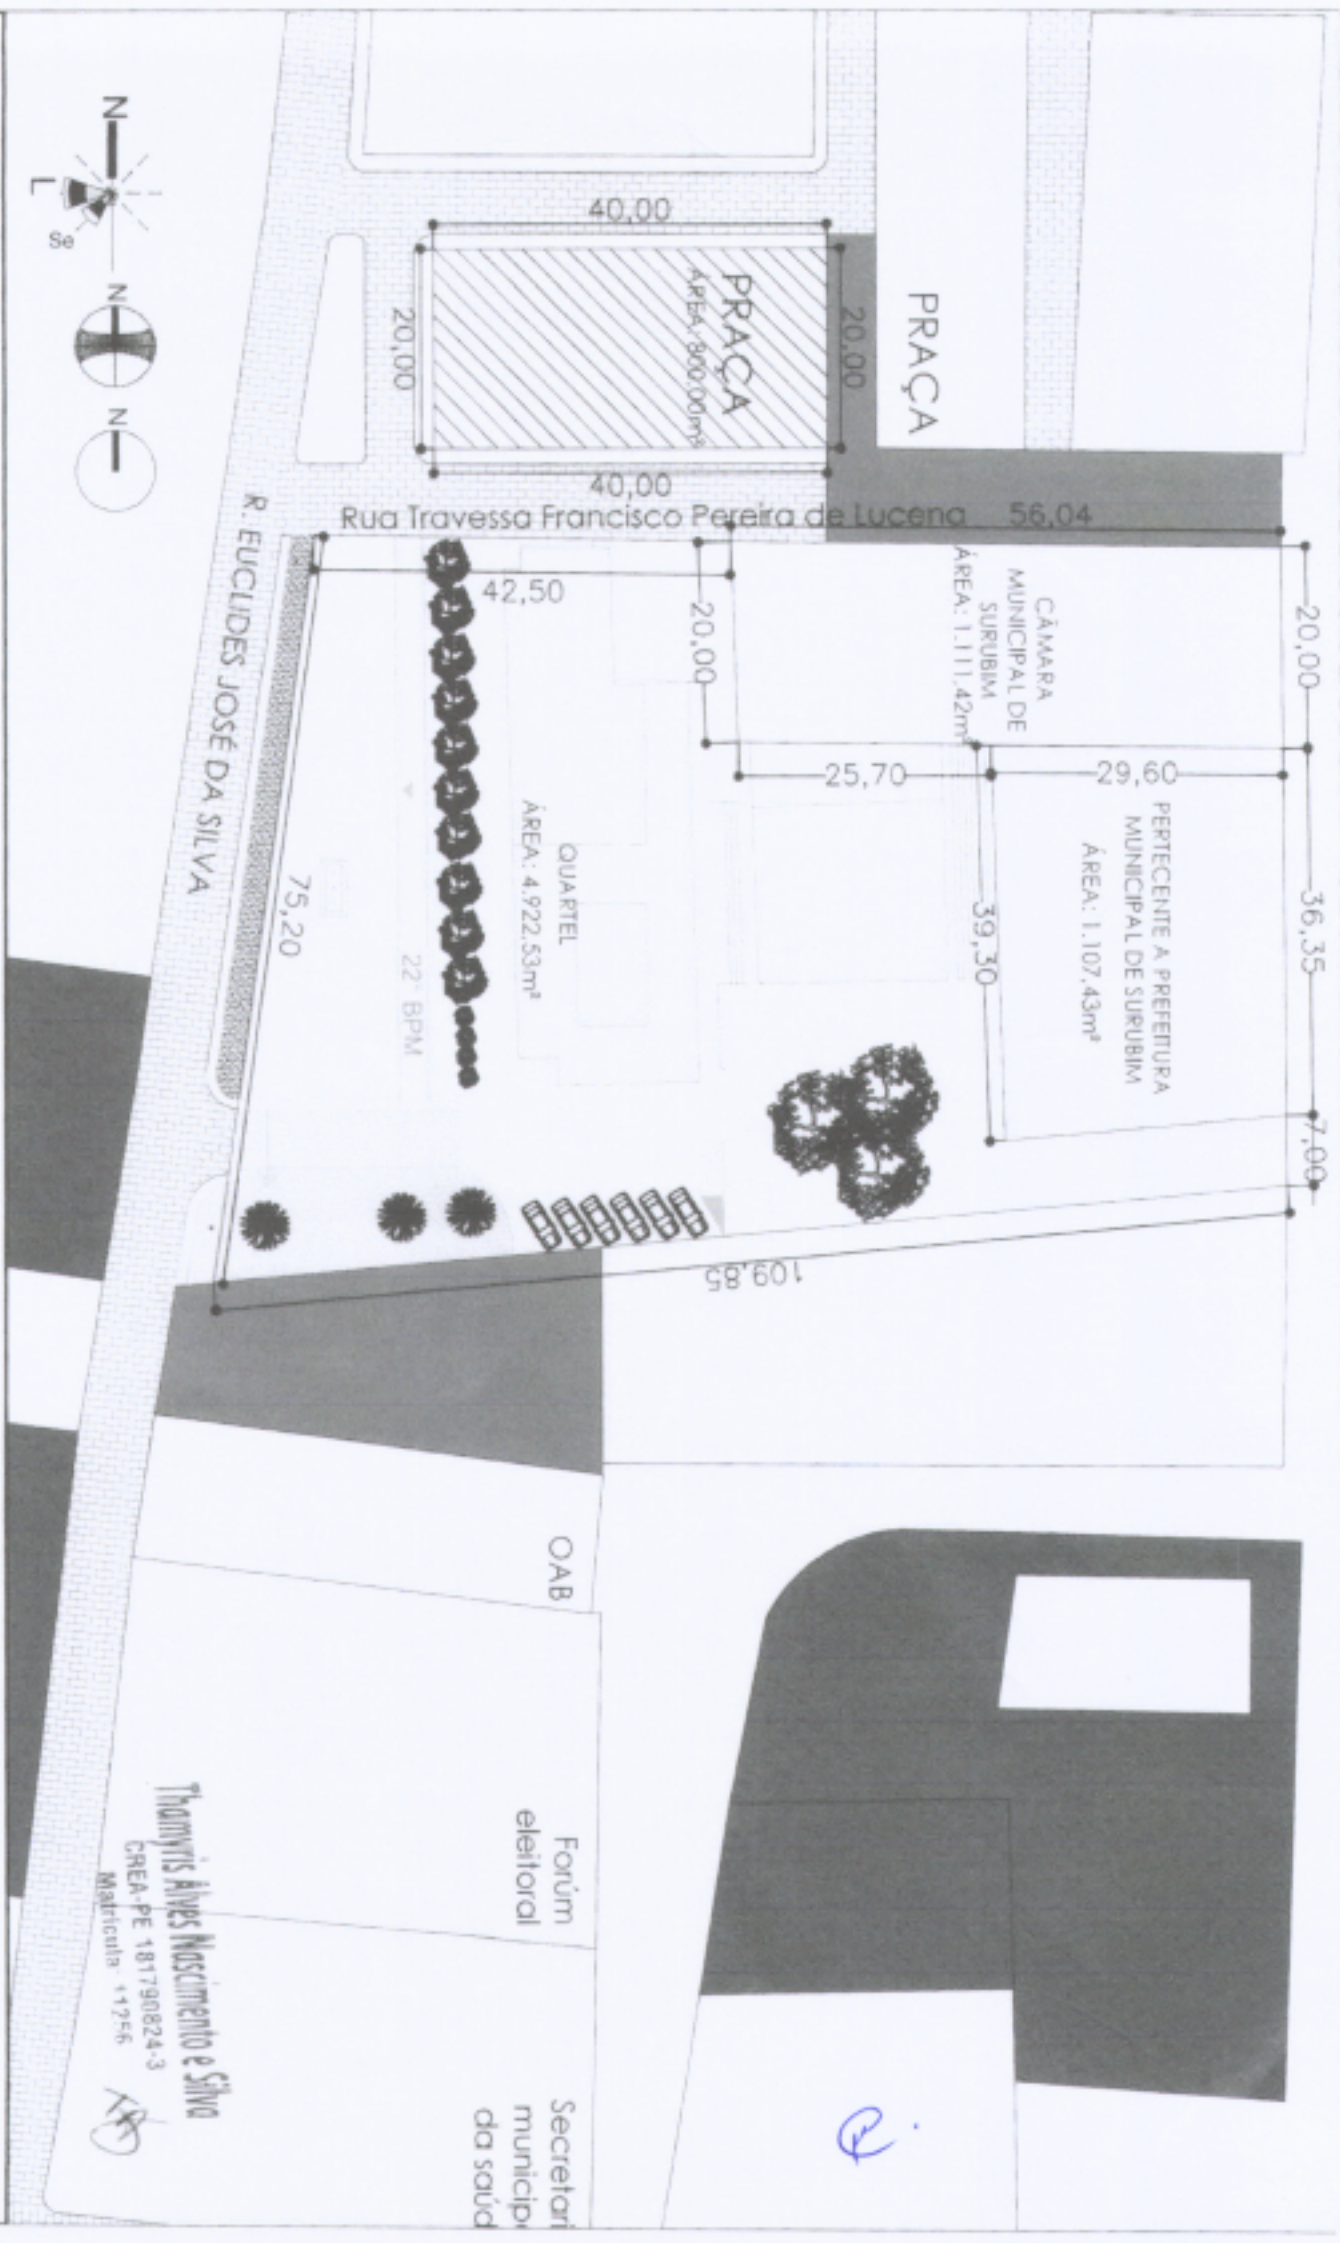 N
L
Se
N
N
40,00
PRAÇA
ÁREA: 800,00m²
20,00
20,00
40,00
PRAÇA
Rua Travessa Francisco Pereira de Lucena
56,04
R. EUCLIDES JOSÉ DA SILVA
42,50
20,00
CÂMARA
MUNICIPAL DE
SURUBIM
ÁREA: 1.111,42m²
20,00
25,70
29,60
PERTECENTE A PREFEITURA
MUNICIPAL DE SURUBIM
ÁREA: 1.107,43m²
36,35
39,30
7,00
QUARTEL
ÁREA: 4.922,53m²
22° BPM
75,20
109,85
OAB
Forúm
eleitoral
Secretari
municip
da saúd
Thamyris Alves Nascimento e Silva
CREA-PE 181790824-3
Matrícula: 11256